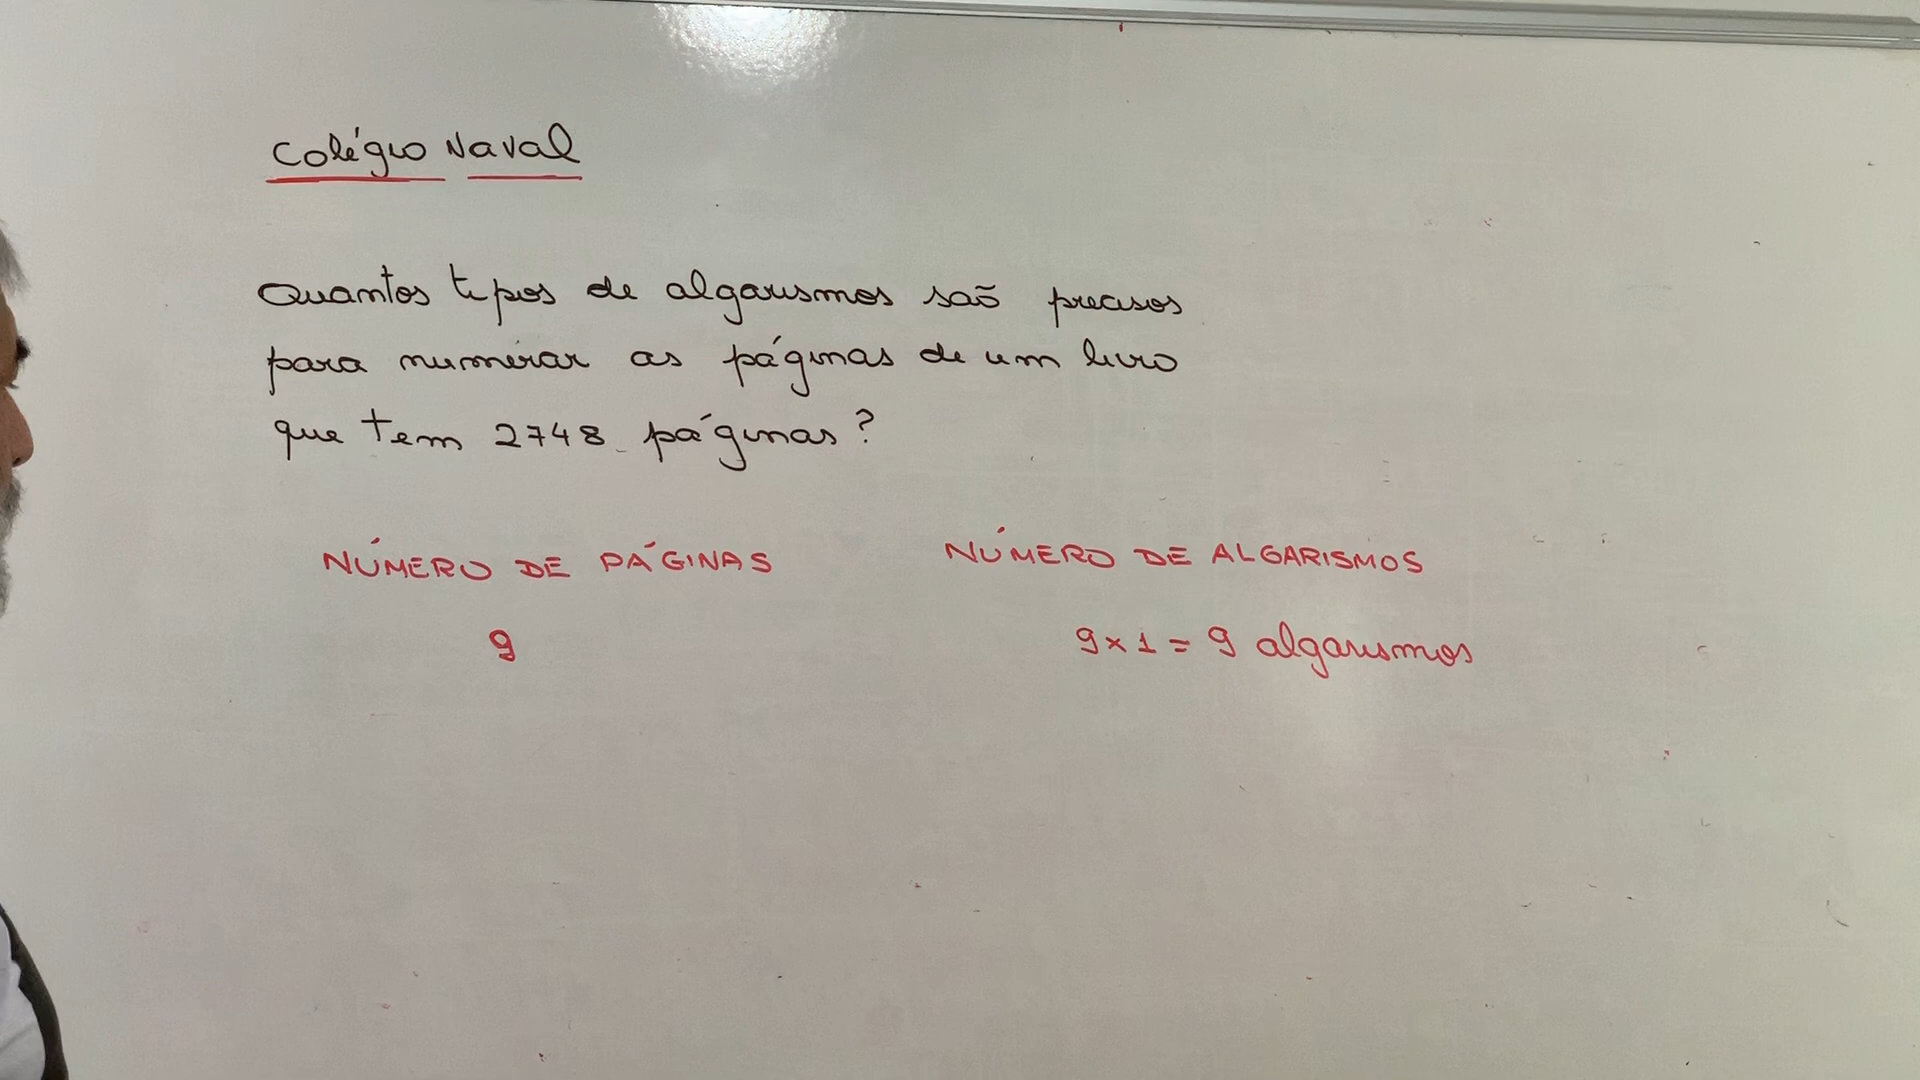 Colégio Naval
Quantos tipos de algarismos são precisos
para numerar as páginas de um livro
que tem 2748 páginas?
NÚMERO DE PÁGINAS
NÚMERO DE ALGARISMOS
9
9 x 1 = 9 algarismos